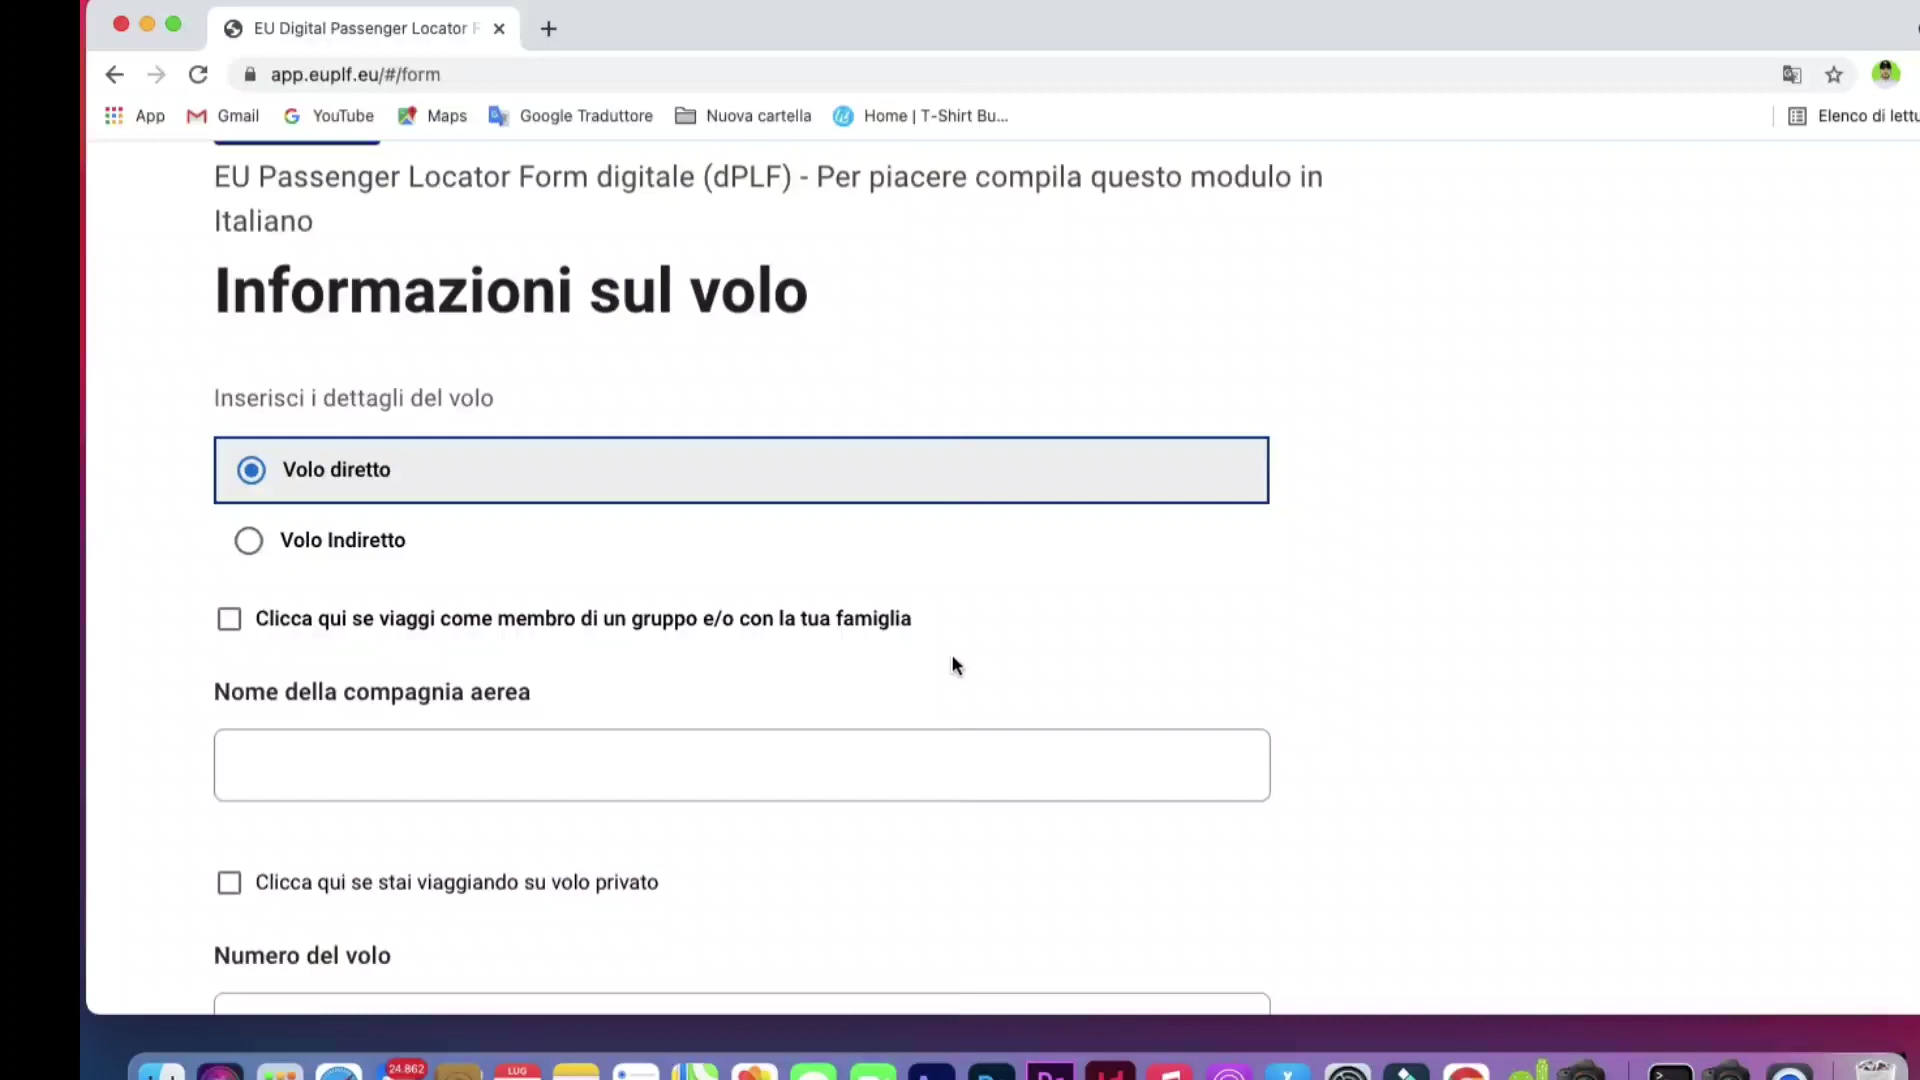 EU Digital Passenger Locator F
app.euplf.eu/#/form
App
Gmail
YouTube
Maps
Google Traduttore
Nuova cartella
Home | T-Shirt Bu...
Elenco di lettu
EU Passenger Locator Form digitale (dPLF) - Per piacere compila questo modulo in
Italiano
Informazioni sul volo
Inserisci i dettagli del volo
Volo diretto
Volo Indiretto
Clicca qui se viaggi come membro di un gruppo e/o con la tua famiglia
Nome della compagnia aerea
Clicca qui se stai viaggiando su volo privato
Numero del volo
24.862
LUG